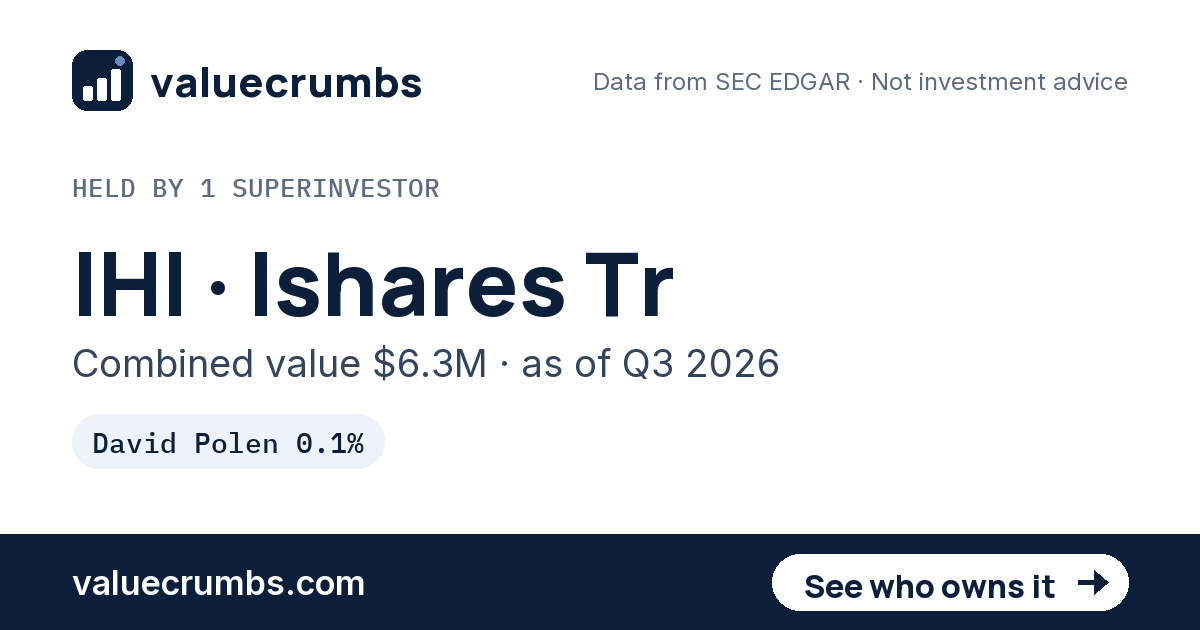 valuecrumbs
Data from SEC EDGAR · Not investment advice
HELD BY 1 SUPERINVESTOR
IHI · Ishares Tr
Combined value $6.3M · as of Q3 2026
David Polen 0.1%
valuecrumbs.com
See who owns it